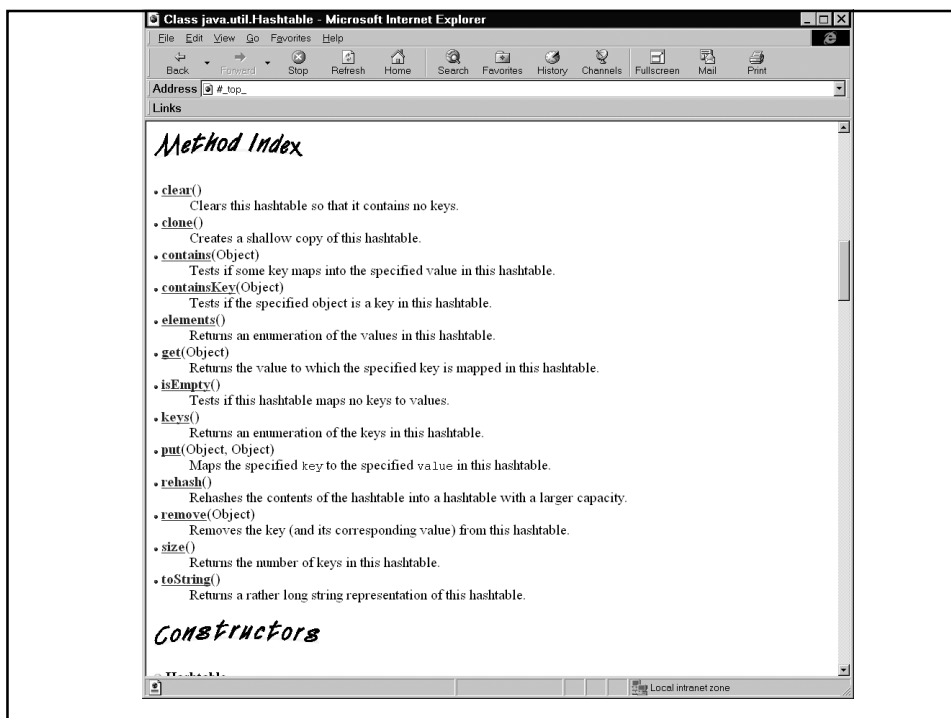 Class java.util.Hashtable - Microsoft Internet Explorer
File Edit View Go Favorites Help
Back Forward Stop Refresh Home Search Favorites History Channels Fullscreen Mail Print
Address #_top_
Links
Method Index
clear()
Clears this hashtable so that it contains no keys.
clone()
Creates a shallow copy of this hashtable.
contains(Object)
Tests if some key maps into the specified value in this hashtable.
containsKey(Object)
Tests if the specified object is a key in this hashtable.
elements()
Returns an enumeration of the values in this hashtable.
get(Object)
Returns the value to which the specified key is mapped in this hashtable.
isEmpty()
Tests if this hashtable maps no keys to values.
keys()
Returns an enumeration of the keys in this hashtable.
put(Object, Object)
Maps the specified key to the specified value in this hashtable.
rehash()
Rehashes the contents of the hashtable into a hashtable with a larger capacity.
remove(Object)
Removes the key (and its corresponding value) from this hashtable.
size()
Returns the number of keys in this hashtable.
toString()
Returns a rather long string representation of this hashtable.
Constructors
Hashtable
Local intranet zone